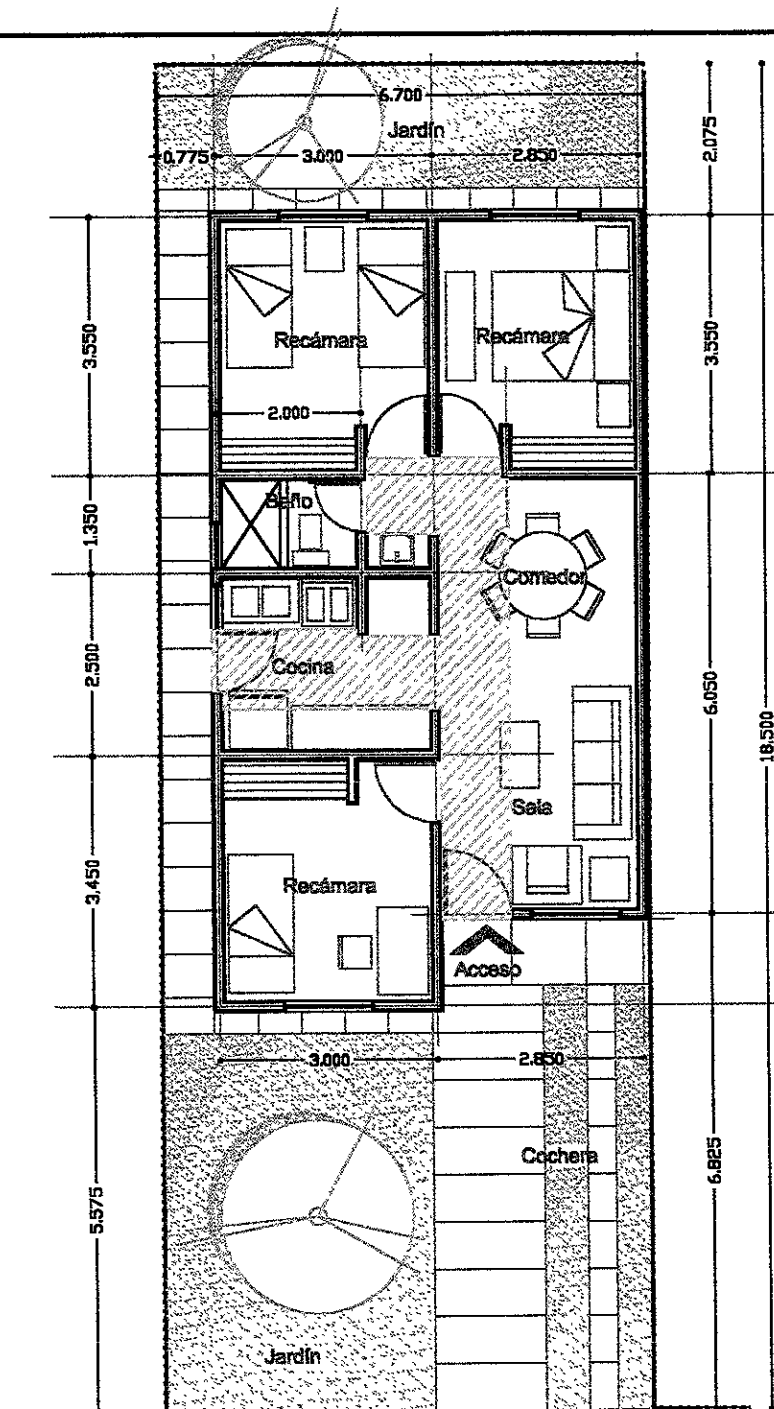 6.700
Jardín
0.775
3.000
2.850
2.075
3.550
Recámara
Recámara
3.550
2.000
Baño
1.350
Comedor
Cocina
2.500
6.050
18.500
Sala
Recámara
3.450
Acceso
3.000
2.850
Cochera
6.825
5.575
Jardín